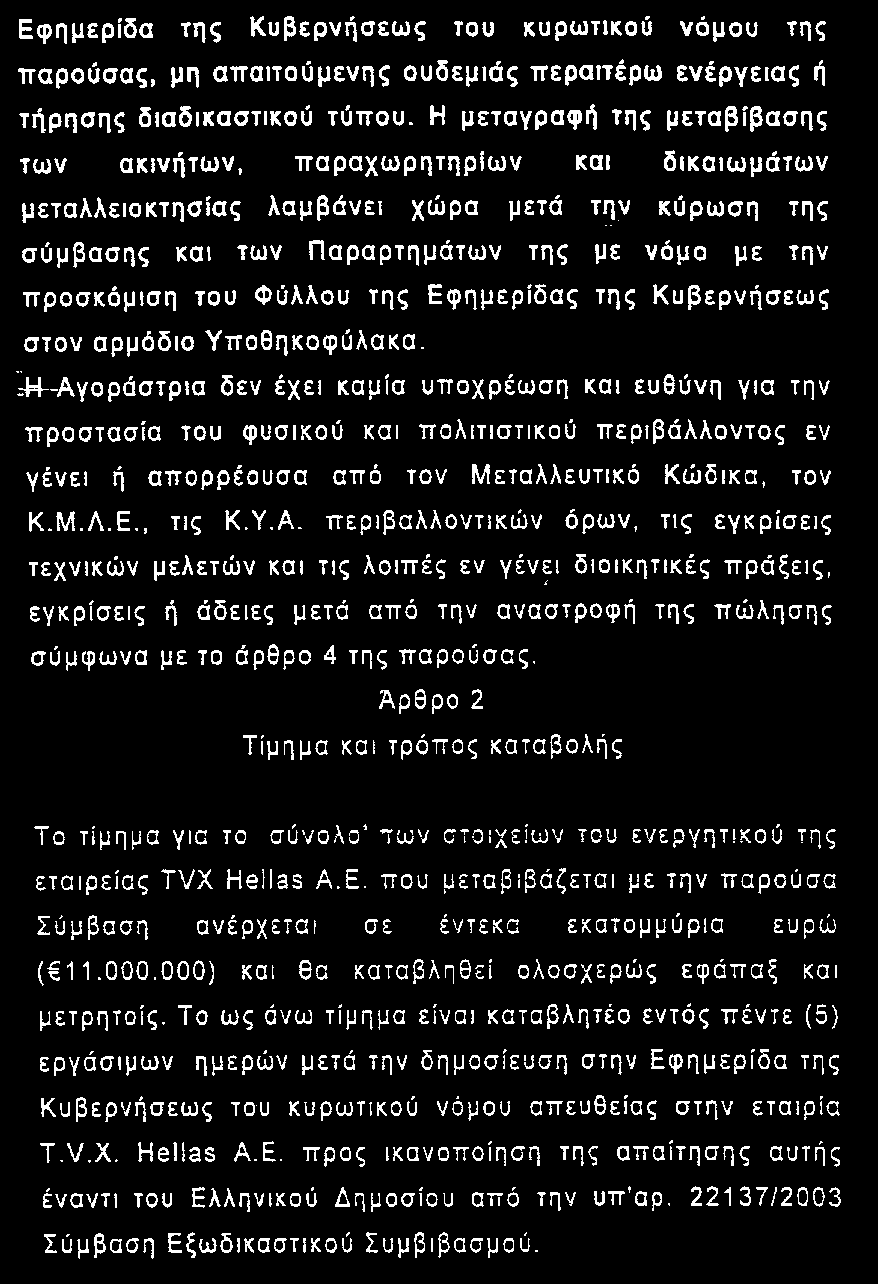 Εφημερίδα της Κυβερνήσεως του κυρωτικού νόμου της
παρούσας, μη απαιτούμενης ουδεμιάς περαιτέρω ενέργειας ή
τήρησης διαδικαστικού τύπου. Η μεταγραφή της μεταβίβασης
των ακινήτων, παραχωρητηρίων και δικαιωμάτων
μεταλλειοκτησίας λαμβάνει χώρα μετά την κύρωση της
σύμβασης και των Παραρτημάτων της με νόμο με την
προσκόμιση του Φύλλου της Εφημερίδας της Κυβερνήσεως
στον αρμόδιο Υποθηκοφύλακα.
Η Αγοράστρια δεν έχει καμία υποχρέωση και ευθύνη για την
προστασία του φυσικού και πολιτιστικού περιβάλλοντος εν
γένει ή απορρέουσα από τον Μεταλλευτικό Κώδικα, τον
Κ.Μ.Λ.Ε., τις Κ.Υ.Α. περιβαλλοντικών όρων, τις εγκρίσεις
τεχνικών μελετών και τις λοιπές εν γένει διοικητικές πράξεις,
εγκρίσεις ή άδειες μετά από την αναστροφή της πώλησης
σύμφωνα με το άρθρο 4 της παρούσας.
Άρθρο 2
Τίμημα και τρόπος καταβολής
Το τίμημα για το σύνολο των στοιχείων του ενεργητικού της
εταιρείας TVX Hellas Α.Ε. που μεταβιβάζεται με την παρούσα
Σύμβαση ανέρχεται σε έντεκα εκατομμύρια ευρώ
(€11.000.000) και θα καταβληθεί ολοσχερώς εφάπαξ και
μετρητοίς. Το ως άνω τίμημα είναι καταβλητέο εντός πέντε (5)
εργάσιμων ημερών μετά την δημοσίευση στην Εφημερίδα της
Κυβερνήσεως του κυρωτικού νόμου απευθείας στην εταιρία
T.V.X. Hellas Α.Ε. προς ικανοποίηση της απαίτησης αυτής
έναντι του Ελληνικού Δημοσίου από την υπ'αρ. 22137/2003
Σύμβαση Εξωδικαστικού Συμβιβασμού.